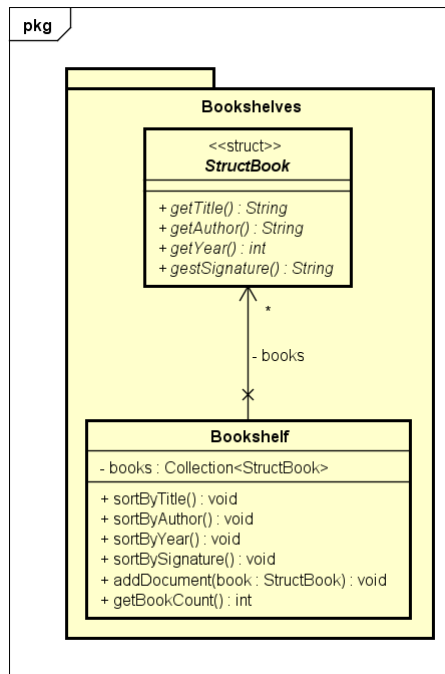 pkg
Bookshelves
<<struct>>
StructBook
+ getTitle() : String
+ getAuthor() : String
+ getYear() : int
+ gestSignature() : String
*
- books
Bookshelf
- books : Collection<StructBook>
+ sortByTitle() : void
+ sortByAuthor() : void
+ sortByYear() : void
+ sortBySignature() : void
+ addDocument(book : StructBook) : void
+ getBookCount() : int